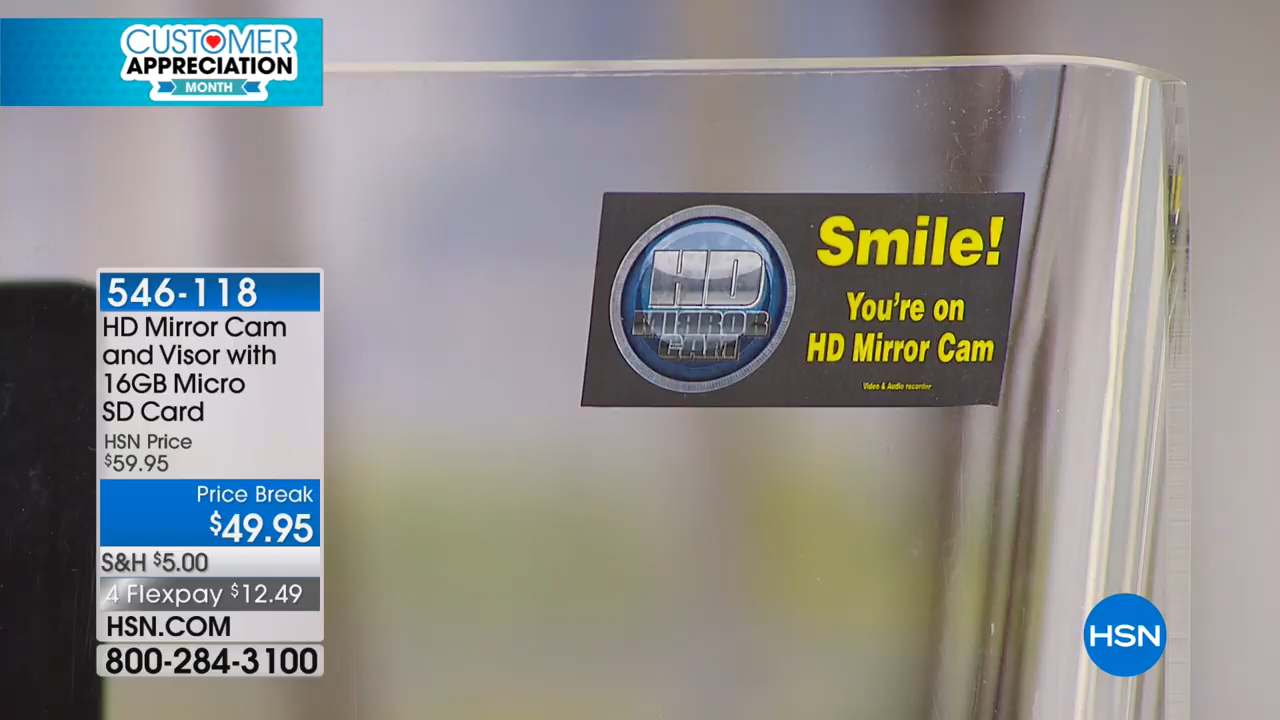 CUSTOMER
APPRECIATION
MONTH
546-118
HD Mirror Cam
and Visor with
16GB Micro
SD Card
HSN Price
$59.95
Price Break
$49.95
S&H $5.00
4 Flexpay $12.49
HSN.COM
800-284-3100
HD
MIRROR
CAM
Smile!
You're on
HD Mirror Cam
Video & Audio recorder
HSN